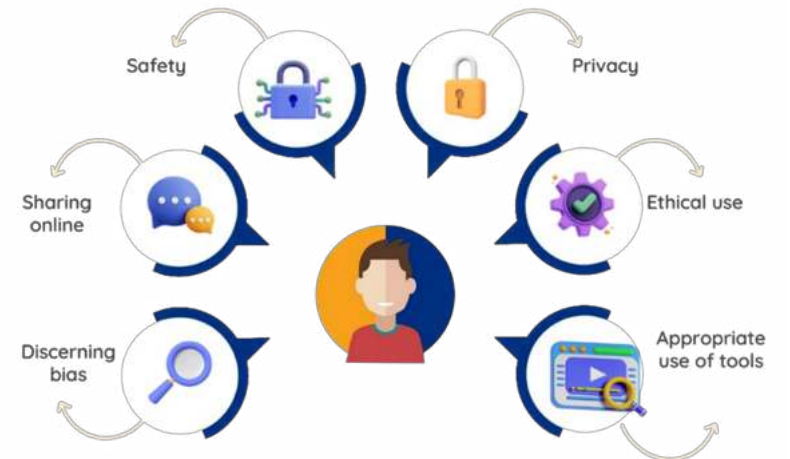 Safety
Privacy
Sharing
online
Ethical use
Discerning
bias
Appropriate
use of tools